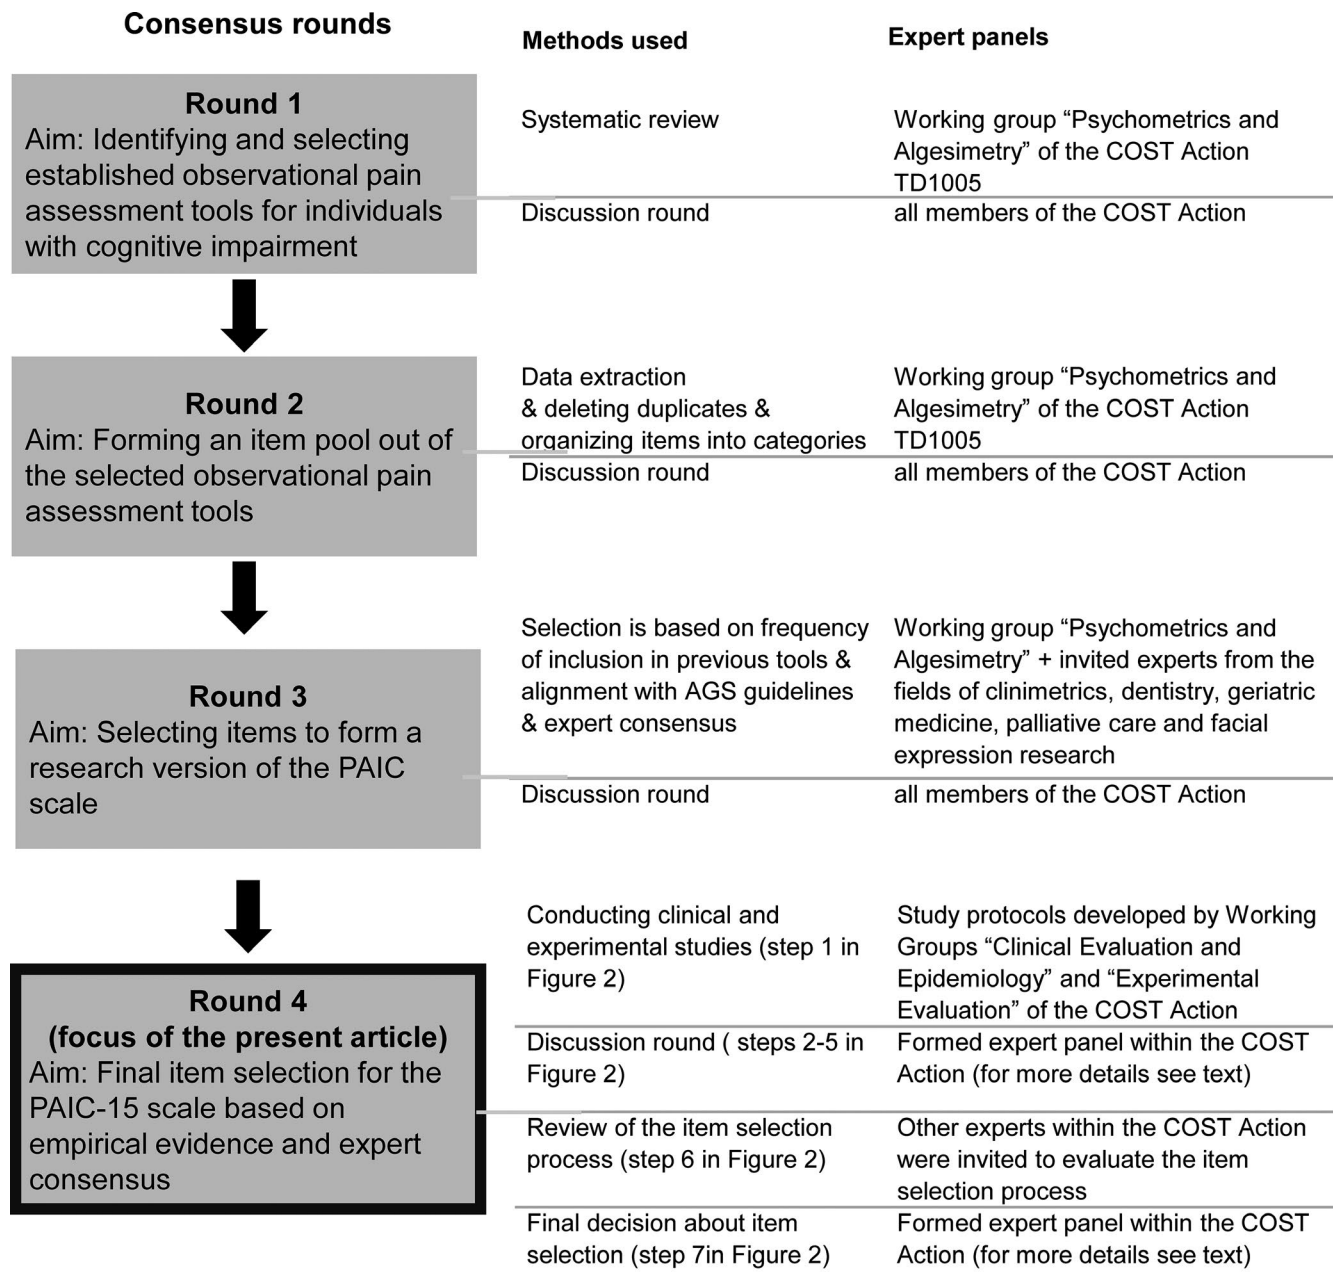 Consensus rounds
Methods used
Expert panels
Round 1
Aim: Identifying and selecting
established observational pain
assessment tools for individuals
with cognitive impairment
Systematic review
Working group “Psychometrics and
Algesimetry” of the COST Action
TD1005
Discussion round
all members of the COST Action
Round 2
Aim: Forming an item pool out of
the selected observational pain
assessment tools
Data extraction
& deleting duplicates &
organizing items into categories
Working group “Psychometrics and
Algesimetry” of the COST Action
TD1005
Discussion round
all members of the COST Action
Round 3
Aim: Selecting items to form a
research version of the PAIC
scale
Selection is based on frequency
of inclusion in previous tools &
alignment with AGS guidelines
& expert consensus
Working group “Psychometrics and
Algesimetry” + invited experts from the
fields of clinimetrics, dentistry, geriatric
medicine, palliative care and facial
expression research
Discussion round
all members of the COST Action
Round 4
(focus of the present article)
Aim: Final item selection for the
PAIC-15 scale based on
empirical evidence and expert
consensus
Conducting clinical and
experimental studies (step 1 in
Figure 2)
Study protocols developed by Working
Groups “Clinical Evaluation and
Epidemiology” and “Experimental
Evaluation” of the COST Action
Discussion round ( steps 2-5 in
Figure 2)
Formed expert panel within the COST
Action (for more details see text)
Review of the item selection
process (step 6 in Figure 2)
Other experts within the COST Action
were invited to evaluate the item
selection process
Final decision about item
selection (step 7in Figure 2)
Formed expert panel within the COST
Action (for more details see text)